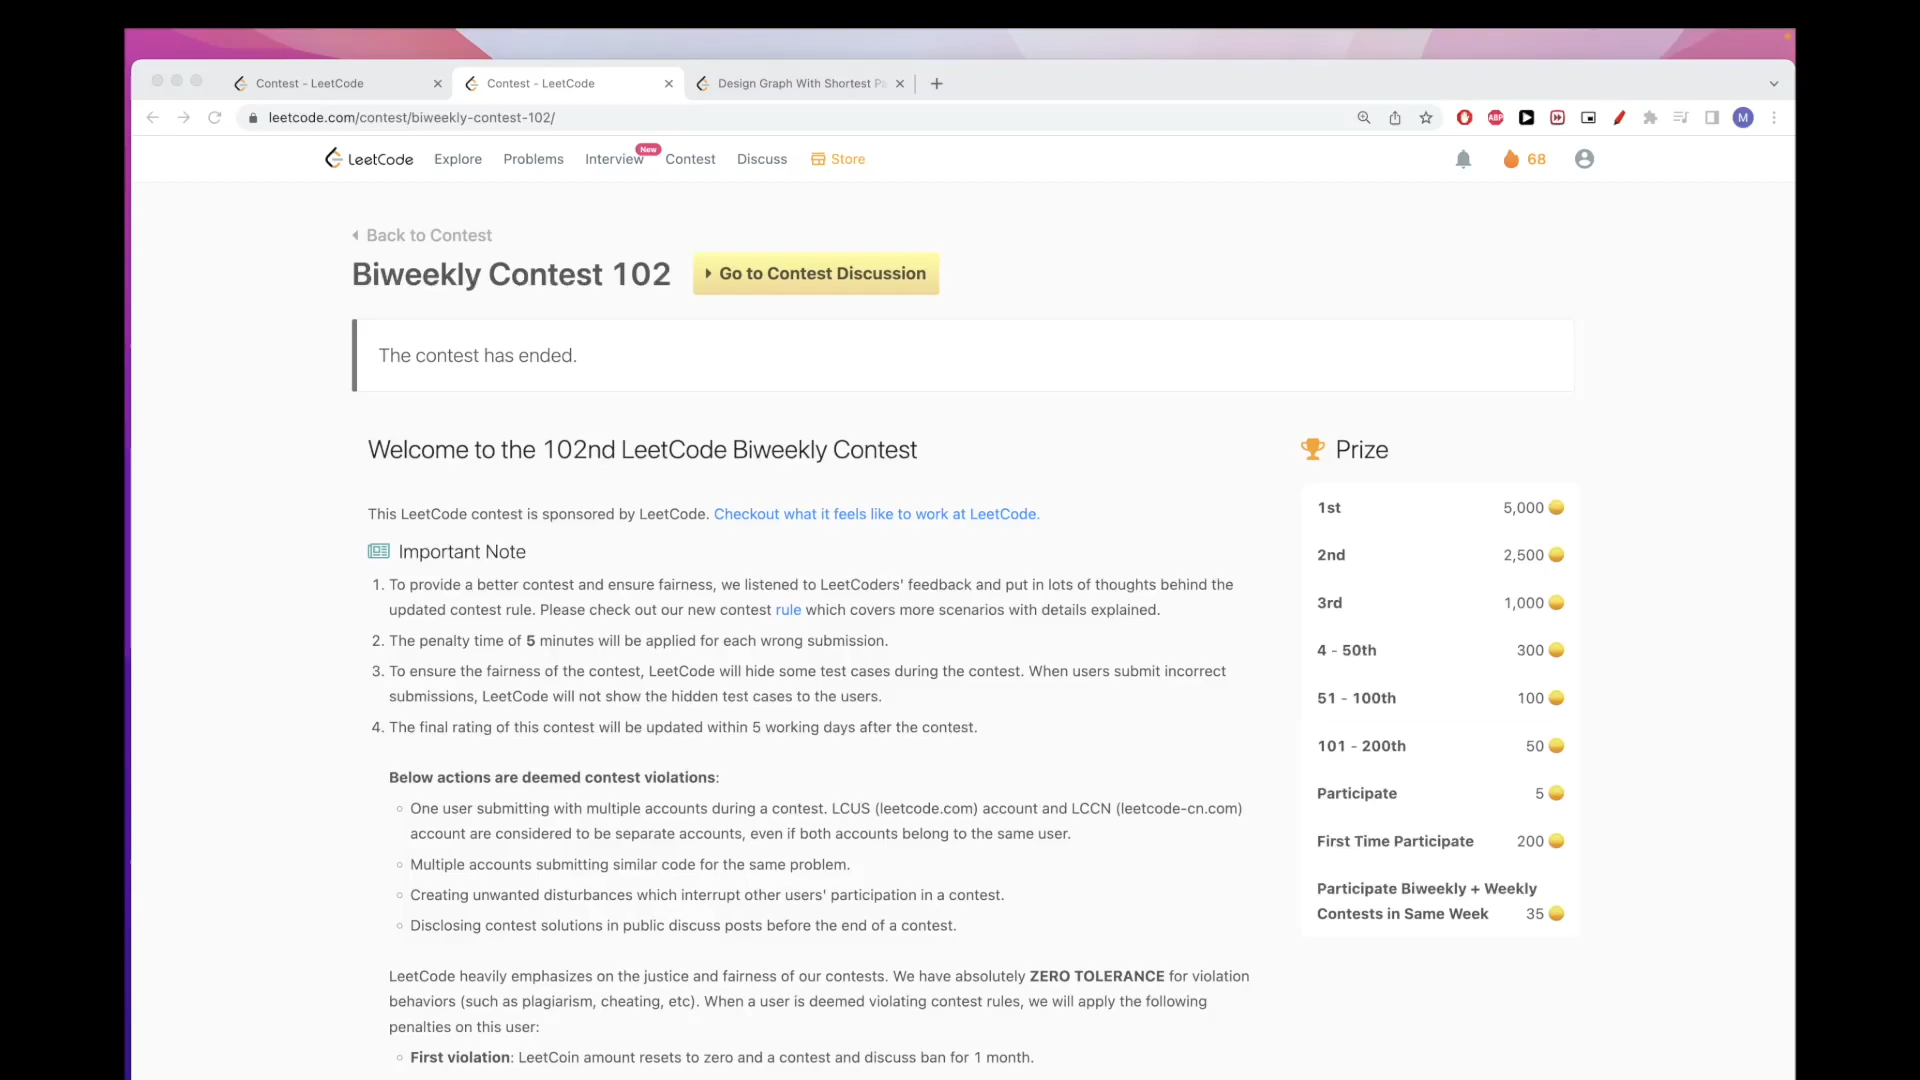 Contest - LeetCode
Contest - LeetCode
Design Graph With Shortest Pa
leetcode.com/contest/biweekly-contest-102/
ABP
M
LeetCode
Explore
Problems
Interview
New
Contest
Discuss
Store
68
Back to Contest
Biweekly Contest 102
Go to Contest Discussion
The contest has ended.
Welcome to the 102nd LeetCode Biweekly Contest
This LeetCode contest is sponsored by LeetCode. Checkout what it feels like to work at LeetCode.
Important Note
1. To provide a better contest and ensure fairness, we listened to LeetCoders' feedback and put in lots of thoughts behind the
updated contest rule. Please check out our new contest rule which covers more scenarios with details explained.
2. The penalty time of 5 minutes will be applied for each wrong submission.
3. To ensure the fairness of the contest, LeetCode will hide some test cases during the contest. When users submit incorrect
submissions, LeetCode will not show the hidden test cases to the users.
4. The final rating of this contest will be updated within 5 working days after the contest.
Below actions are deemed contest violations:
One user submitting with multiple accounts during a contest. LCUS (leetcode.com) account and LCCN (leetcode-cn.com)
account are considered to be separate accounts, even if both accounts belong to the same user.
Multiple accounts submitting similar code for the same problem.
Creating unwanted disturbances which interrupt other users' participation in a contest.
Disclosing contest solutions in public discuss posts before the end of a contest.
LeetCode heavily emphasizes on the justice and fairness of our contests. We have absolutely ZERO TOLERANCE for violation
behaviors (such as plagiarism, cheating, etc). When a user is deemed violating contest rules, we will apply the following
penalties on this user:
First violation: LeetCoin amount resets to zero and a contest and discuss ban for 1 month.
Prize
1st 5,000
2nd 2,500
3rd 1,000
4 - 50th 300
51 - 100th 100
101 - 200th 50
Participate 5
First Time Participate 200
Participate Biweekly + Weekly
Contests in Same Week 35